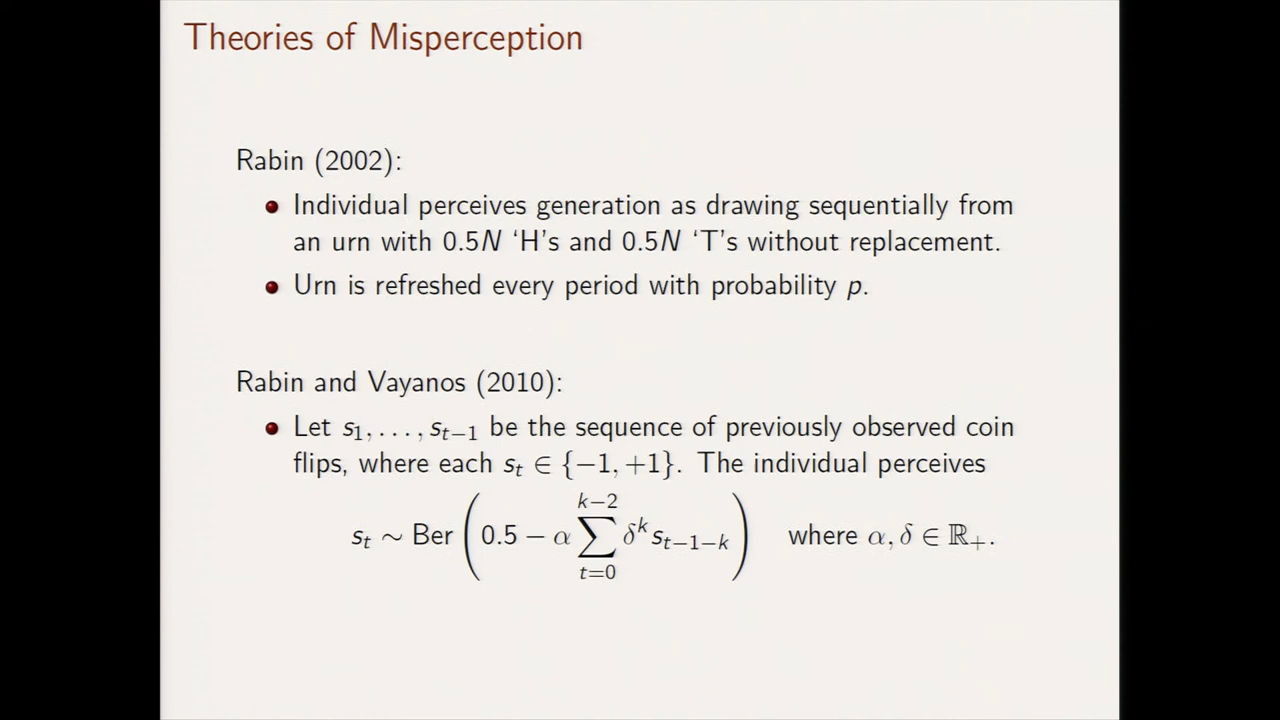 Theories of Misperception
Rabin (2002):
Individual perceives generation as drawing sequentially from
an urn with 0.5N ‘H’s and 0.5N ‘T’s without replacement.
Urn is refreshed every period with probability p.
Rabin and Vayanos (2010):
Let s₁, . . . , sₜ₋₁ be the sequence of previously observed coin
flips, where each sₜ ∈ {−1, +1}. The individual perceives
sₜ ∼ Ber (0.5 − α ∑_{t=0}^{k−2} δᵏ s_{t−1−k}) where α, δ ∈ ℝ₊.